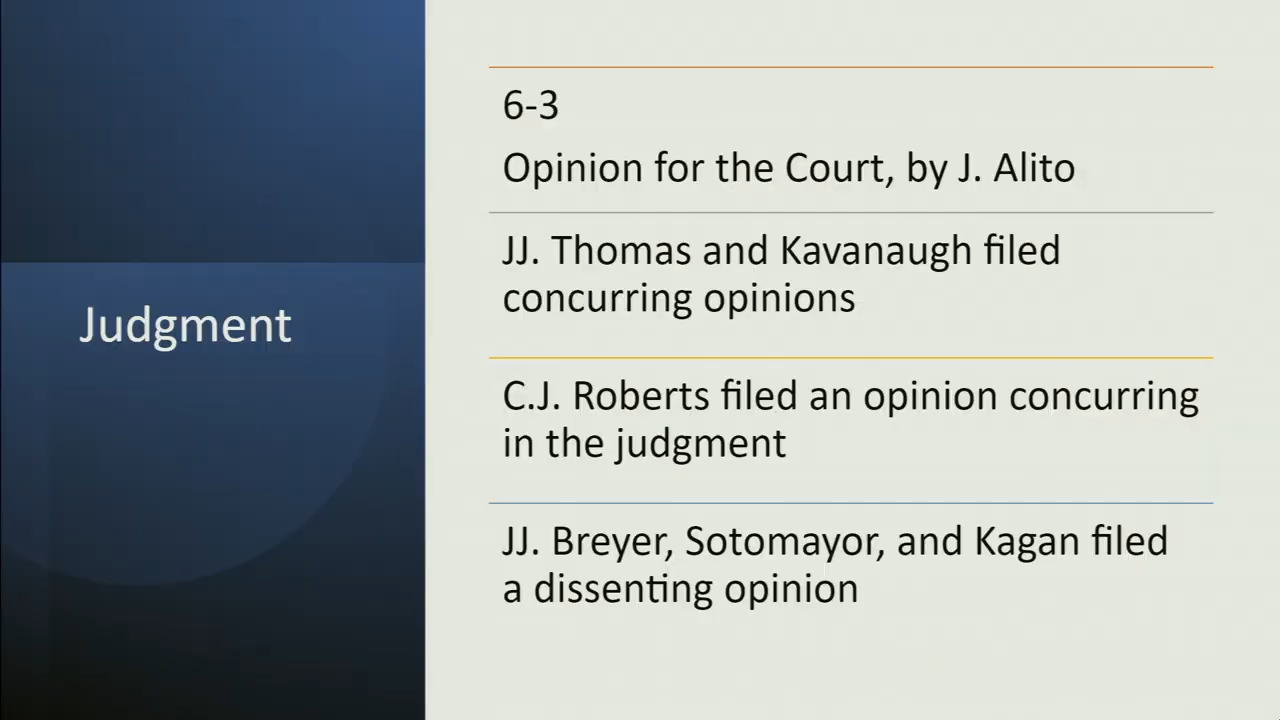 Judgment
6-3
Opinion for the Court, by J. Alito
JJ. Thomas and Kavanaugh filed
concurring opinions
C.J. Roberts filed an opinion concurring
in the judgment
JJ. Breyer, Sotomayor, and Kagan filed
a dissenting opinion